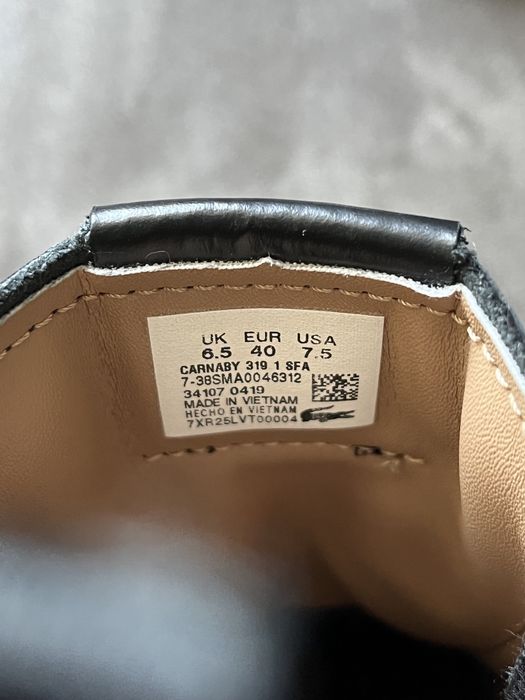 UK EUR USA
6.5 40 7.5
CARNABY 319 1 SFA
7-38SMA0046312
34107 0419
MADE IN VIETNAM
HECHO EN VIETNAM
7XR25LVT00004